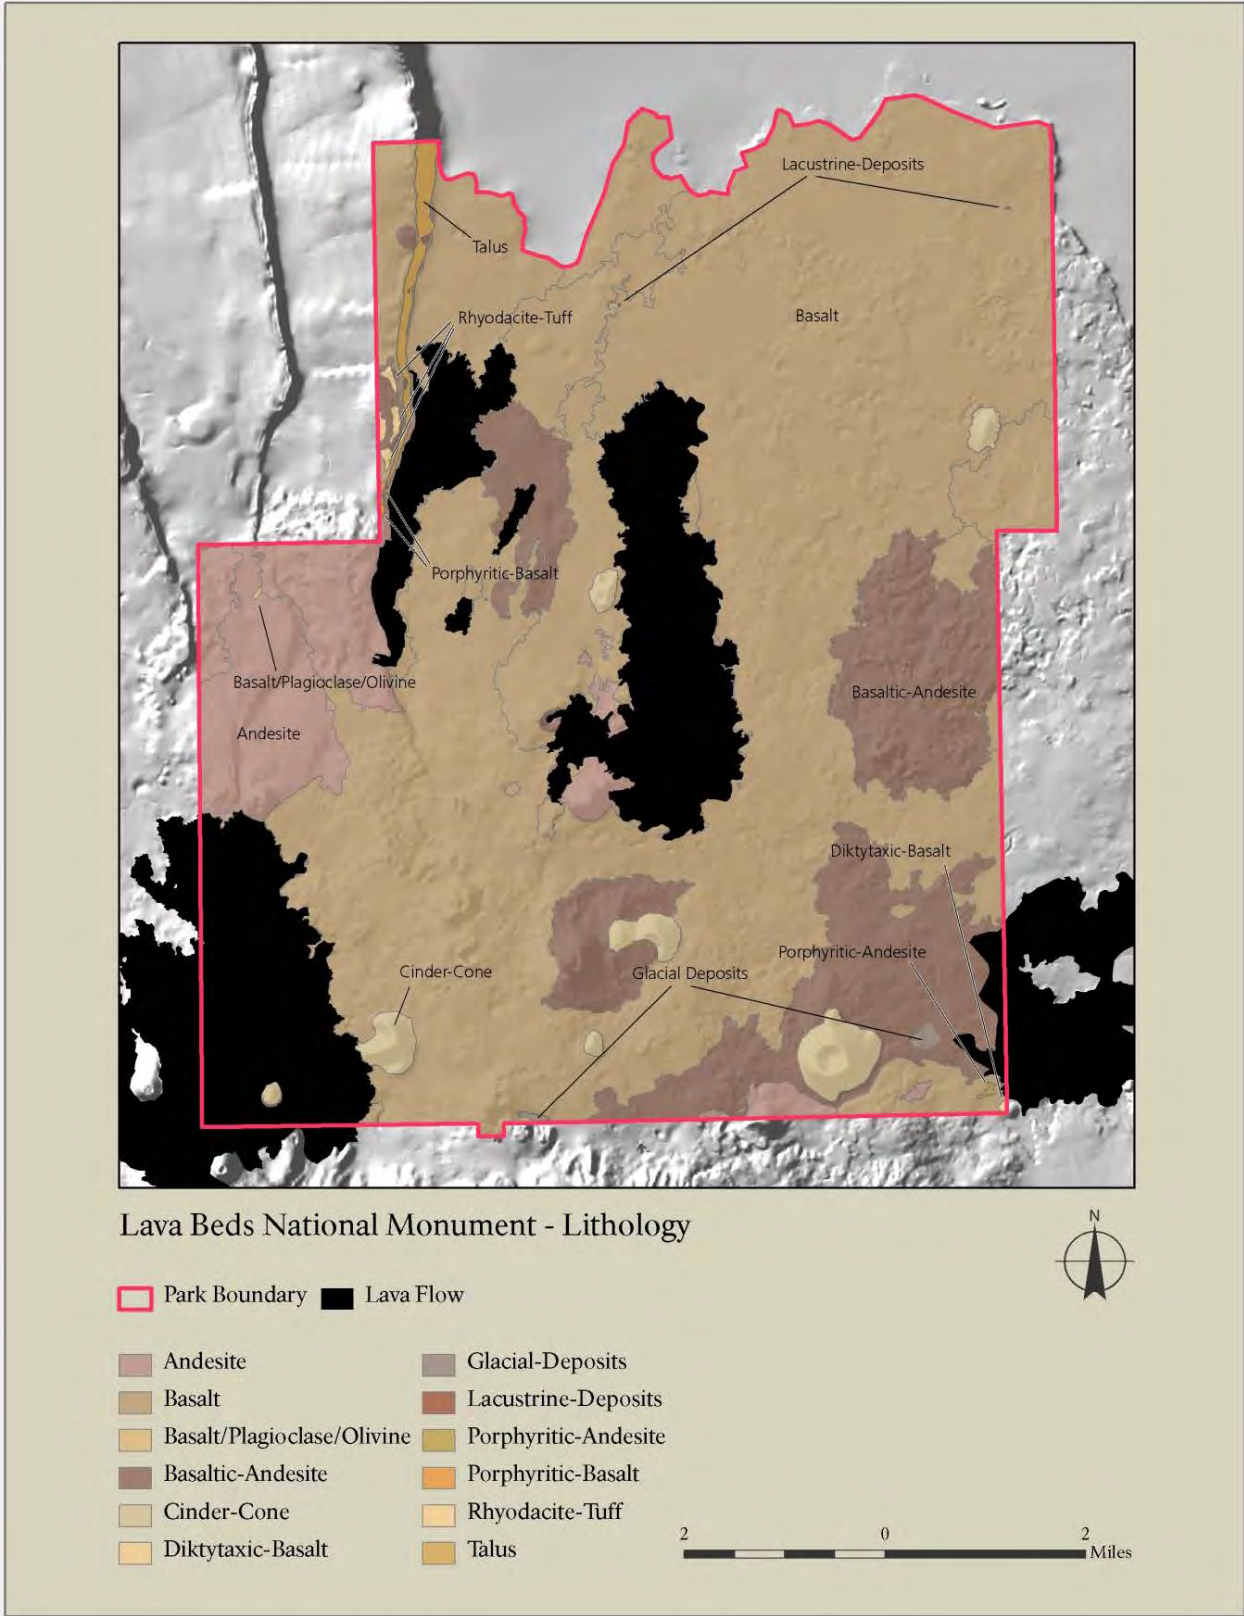 Lacustrine-Deposits
Talus
Rhyodacite-Tuff
Basalt
Porphyritic-Basalt
Basalt/Plagioclase/Olivine
Basaltic-Andesite
Andesite
Diktytaxic-Basalt
Porphyritic-Andesite
Cinder-Cone
Glacial Deposits
Lava Beds National Monument - Lithology
N
Park Boundary
Lava Flow
Andesite
Basalt
Basalt/Plagioclase/Olivine
Basaltic-Andesite
Cinder-Cone
Diktytaxic-Basalt
Glacial-Deposits
Lacustrine-Deposits
Porphyritic-Andesite
Porphyritic-Basalt
Rhyodacite-Tuff
Talus
2 0 2
Miles